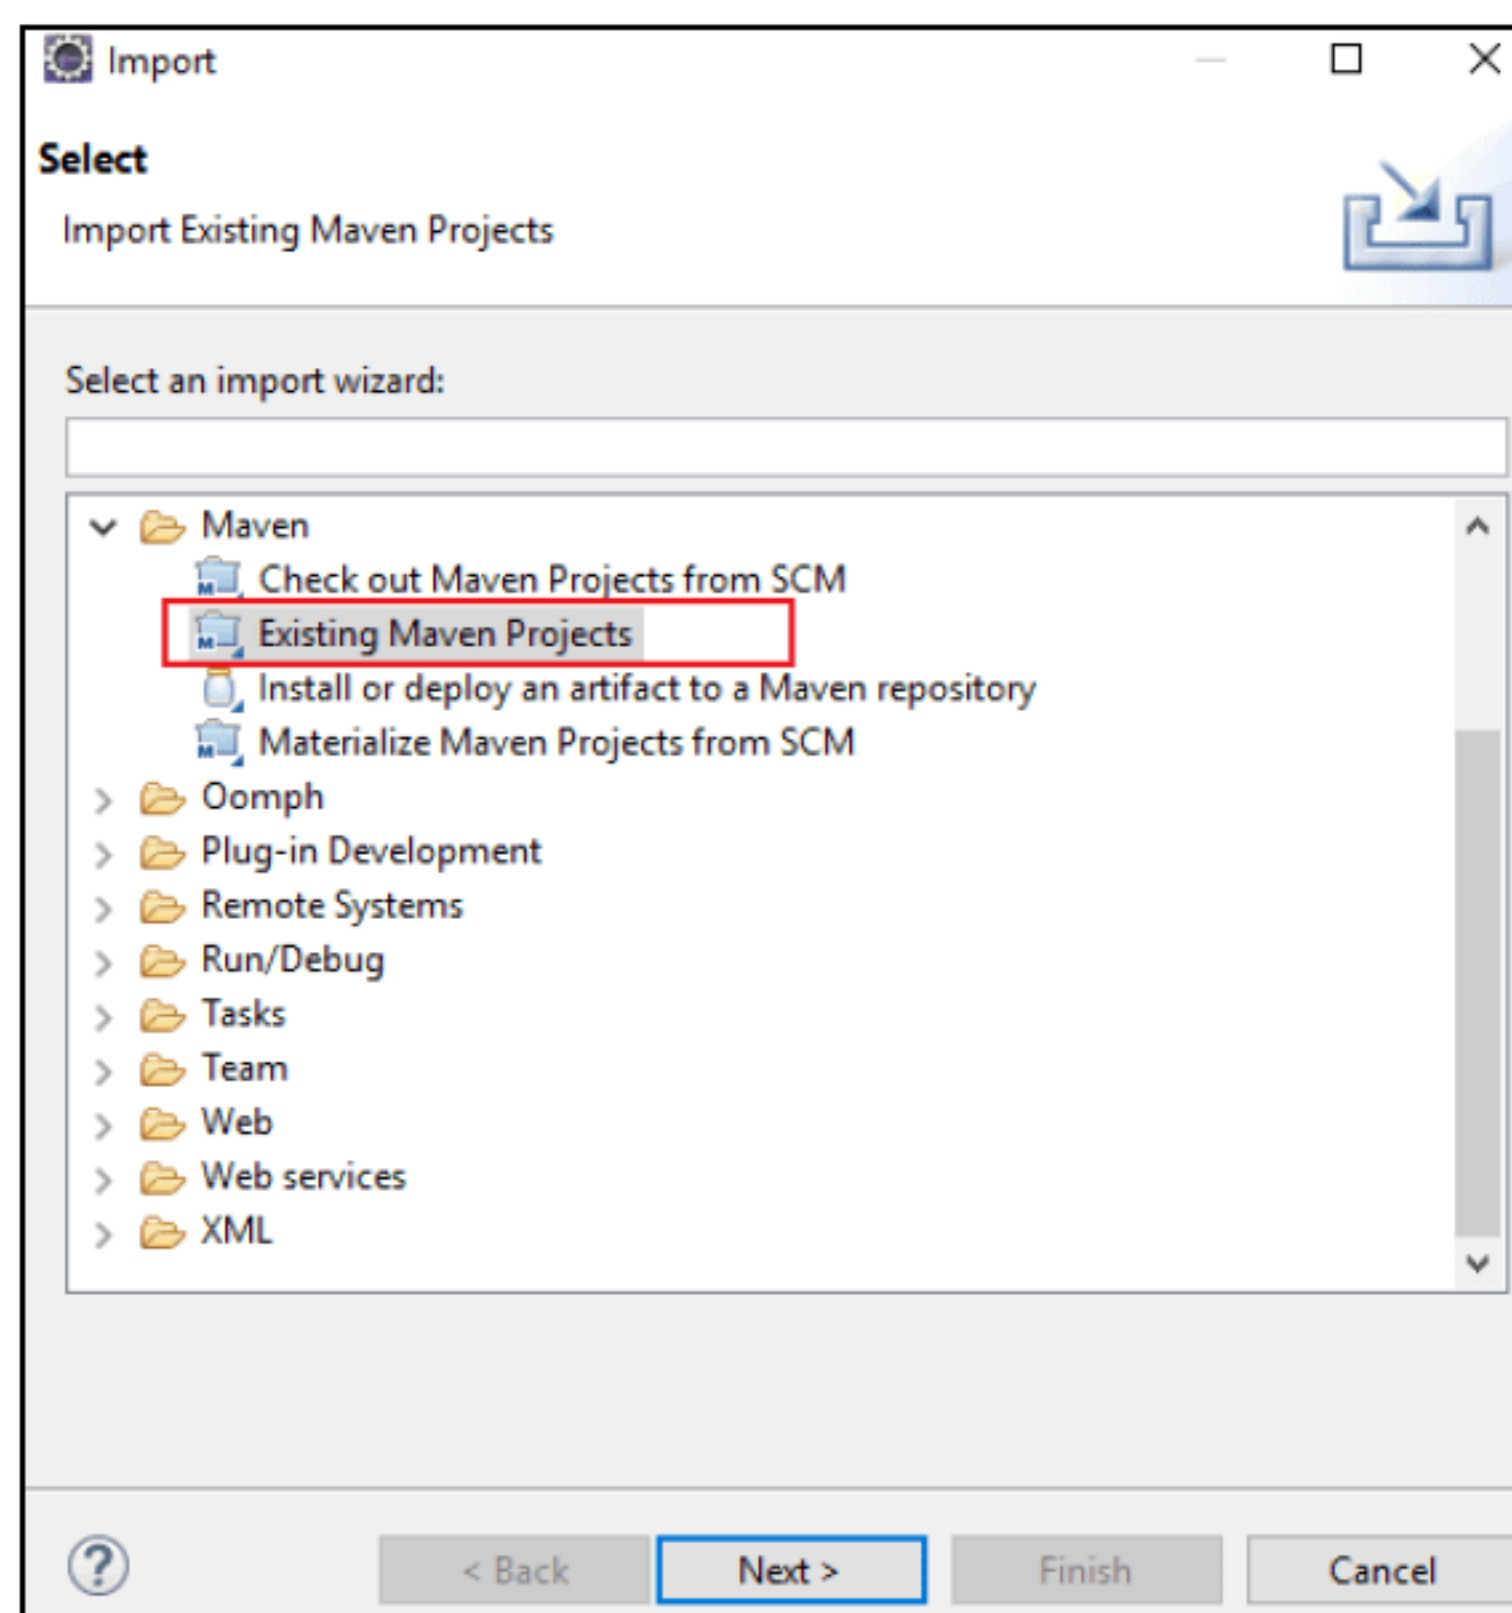 Import
Select
Import Existing Maven Projects
Select an import wizard:
Maven
Check out Maven Projects from SCM
Existing Maven Projects
Install or deploy an artifact to a Maven repository
Materialize Maven Projects from SCM
Oomph
Plug-in Development
Remote Systems
Run/Debug
Tasks
Team
Web
Web services
XML
? < Back Next > Finish Cancel